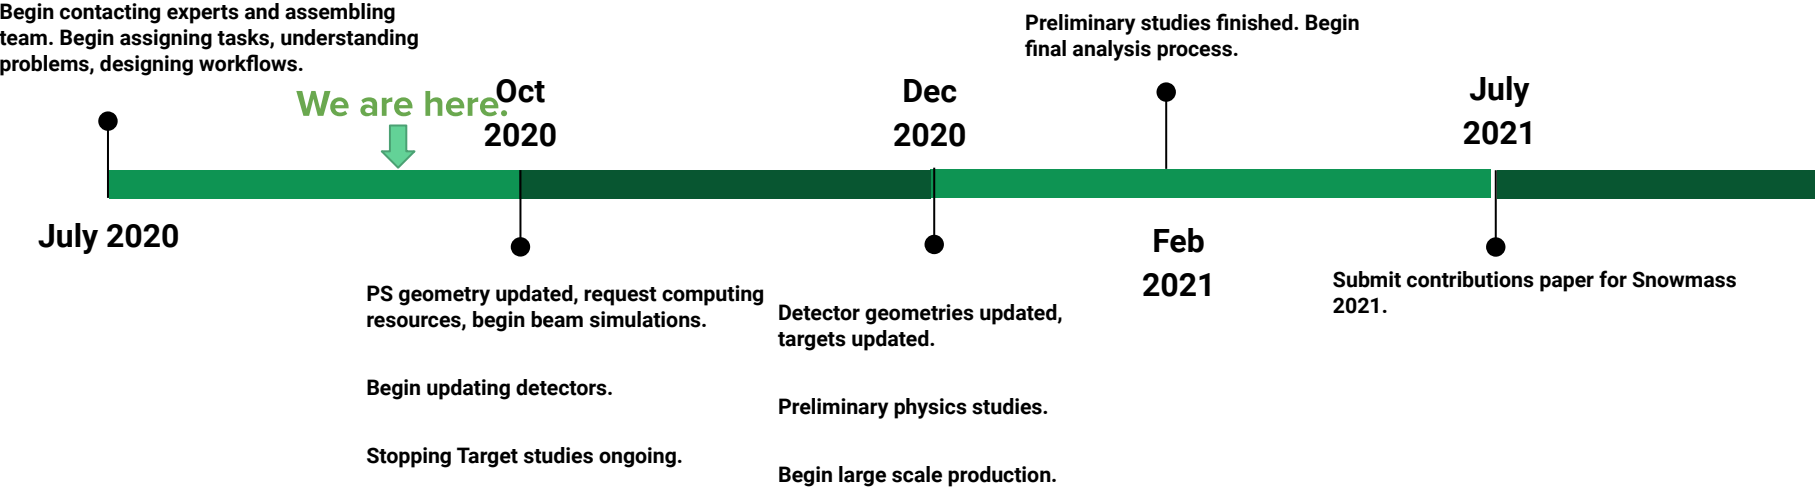 Begin contacting experts and assembling
team. Begin assigning tasks, understanding
problems, designing workflows.
We are here.
July 2020
Oct
2020
PS geometry updated, request computing
resources, begin beam simulations.
Begin updating detectors.
Stopping Target studies ongoing.
Dec
2020
Detector geometries updated,
targets updated.
Preliminary physics studies.
Begin large scale production.
Preliminary studies finished. Begin
final analysis process.
Feb
2021
July
2021
Submit contributions paper for Snowmass
2021.